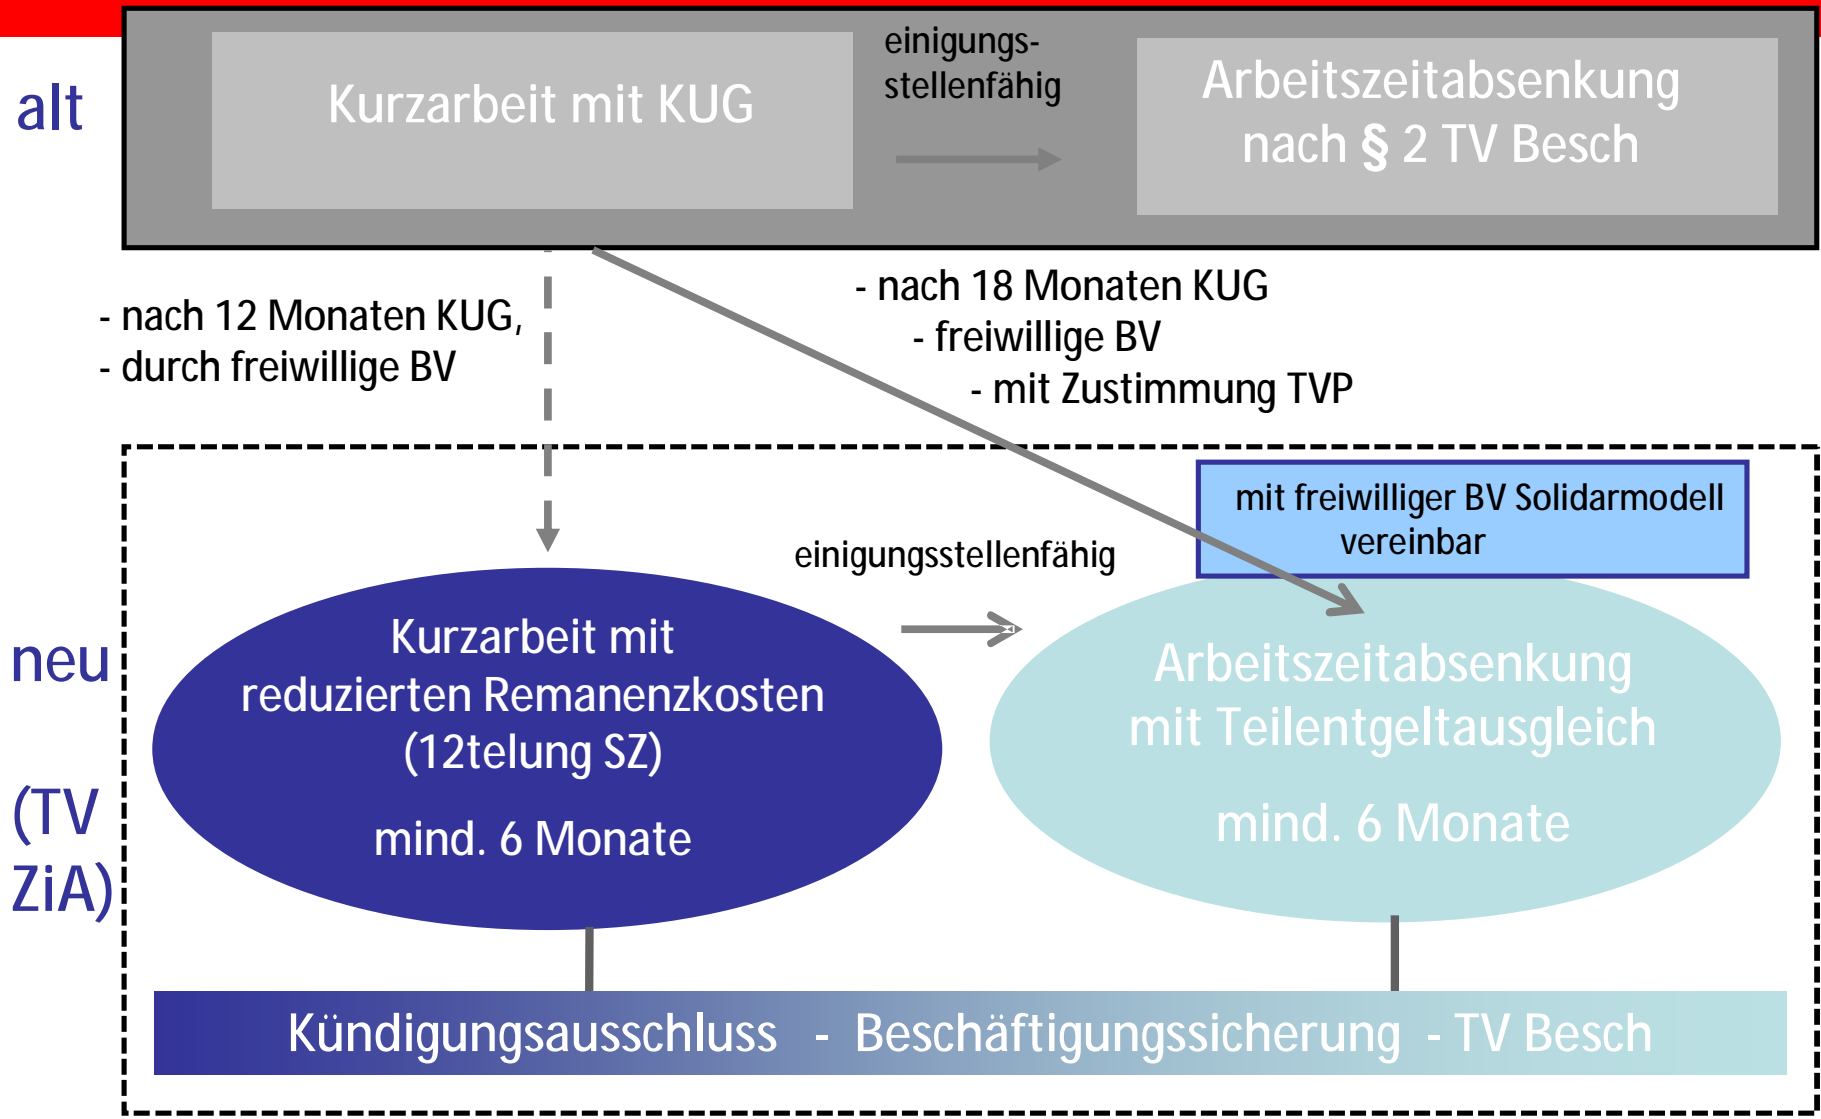 alt
Kurzarbeit mit KUG
einigungs-
stellenfähig
Arbeitszeitabsenkung
nach § 2 TV Besch
- nach 12 Monaten KUG,
- durch freiwillige BV
- nach 18 Monaten KUG
- freiwillige BV
- mit Zustimmung TVP
neu
(TV
ZiA)
mit freiwilliger BV Solidarmodell
vereinbar
einigungsstellenfähig
Kurzarbeit mit
reduzierten Remanenzkosten
(12telung SZ)
mind. 6 Monate
Arbeitszeitabsenkung
mit Teilentgeltausgleich
mind. 6 Monate
Kündigungsausschluss - Beschäftigungssicherung - TV Besch